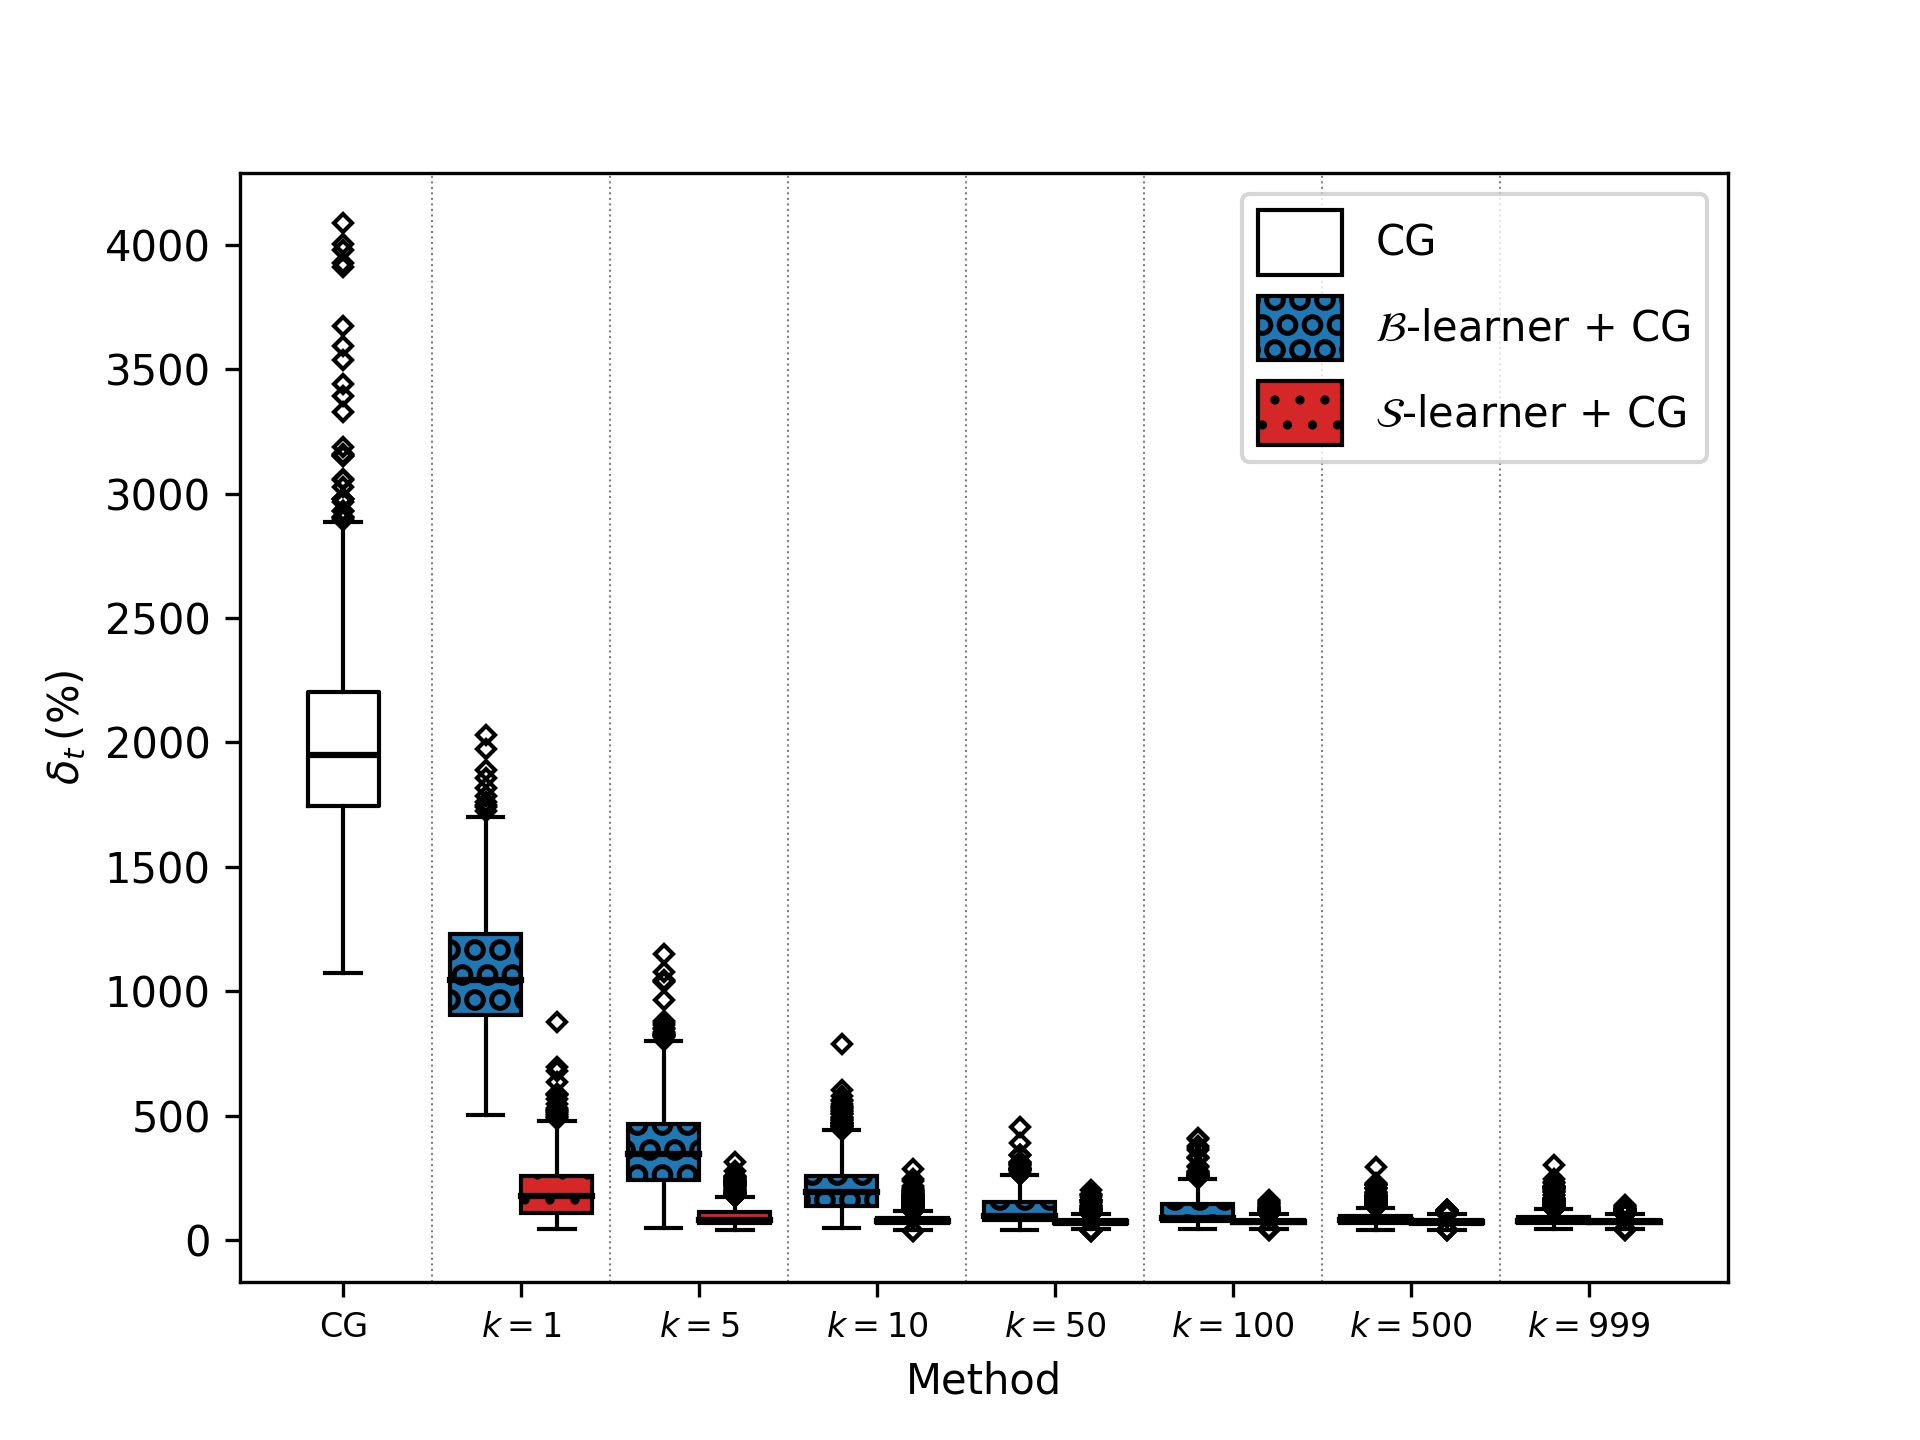 CG
𝓑-learner + CG
𝓢-learner + CG
4000
3500
3000
2500
2000
1500
1000
500
0
δₜ (%)
CG
k = 1
k = 5
k = 10
k = 50
k = 100
k = 500
k = 999
Method